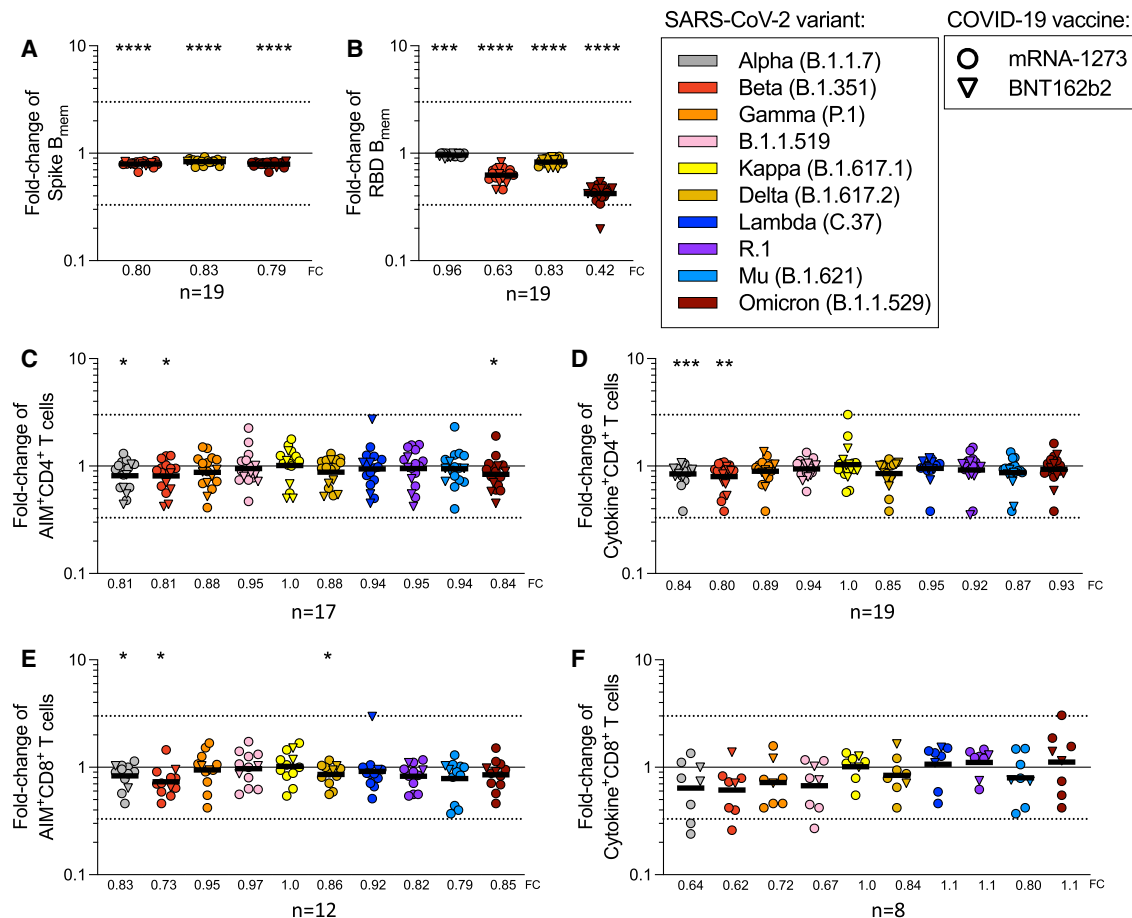 SARS-CoV-2 variant:
Alpha (B.1.1.7)
Beta (B.1.351)
Gamma (P.1)
B.1.1.519
Kappa (B.1.617.1)
Delta (B.1.617.2)
Lambda (C.37)
R.1
Mu (B.1.621)
Omicron (B.1.1.529)
COVID-19 vaccine:
mRNA-1273
BNT162b2
A
Fold-change of
Spike Bmem
10
1
0.1
**** **** ****
0.80 0.83 0.79 FC
n=19
B
Fold-change of
RBD Bmem
10
1
0.1
*** **** **** ****
0.96 0.63 0.83 0.42 FC
n=19
C
Fold-change of
AIM+CD4+ T cells
10
1
0.1
* * *
0.81 0.81 0.88 0.95 1.0 0.88 0.94 0.95 0.94 0.84 FC
n=17
D
Fold-change of
Cytokine+CD4+ T cells
10
1
0.1
*** **
0.84 0.80 0.89 0.94 1.0 0.85 0.95 0.92 0.87 0.93 FC
n=19
E
Fold-change of
AIM+CD8+ T cells
10
1
0.1
* * *
0.83 0.73 0.95 0.97 1.0 0.86 0.92 0.82 0.79 0.85 FC
n=12
F
Fold-change of
Cytokine+CD8+ T cells
10
1
0.1
0.64 0.62 0.72 0.67 1.0 0.84 1.1 1.1 0.80 1.1 FC
n=8